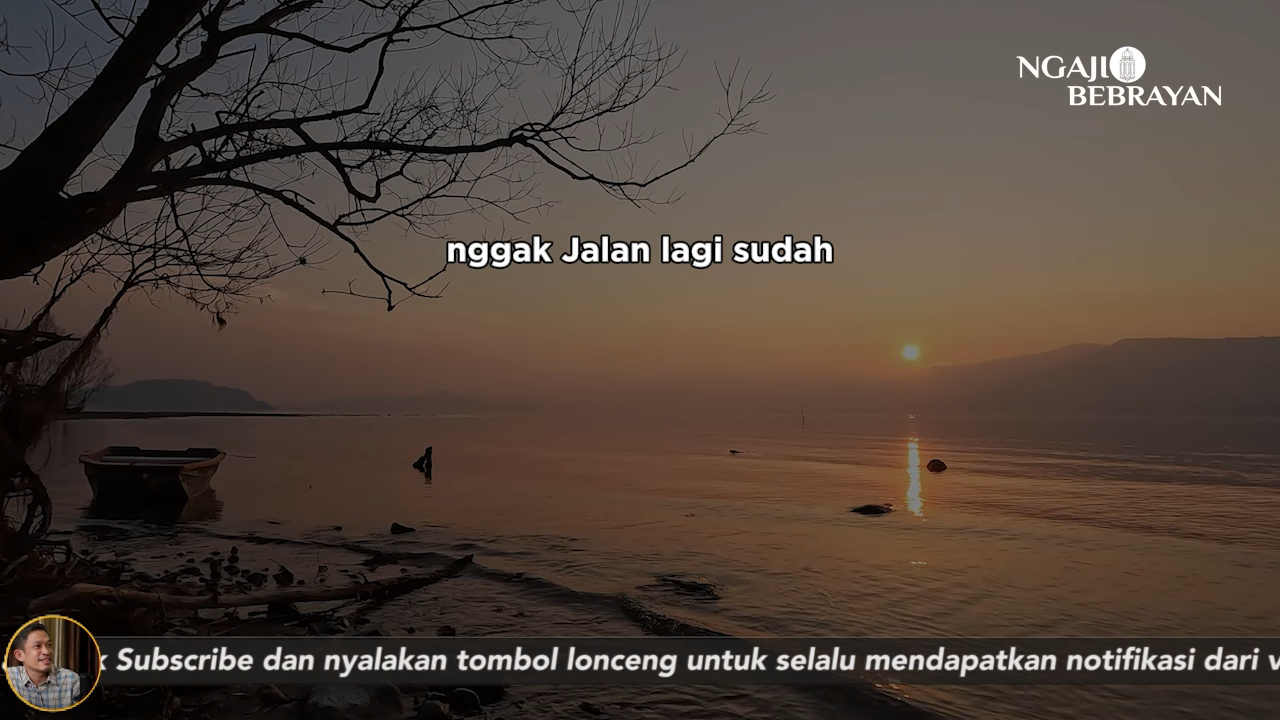 NGAJI
BEBRAYAN
nggak Jalan lagi sudah
Subscribe dan nyalakan tombol lonceng untuk selalu mendapatkan notifikasi dari